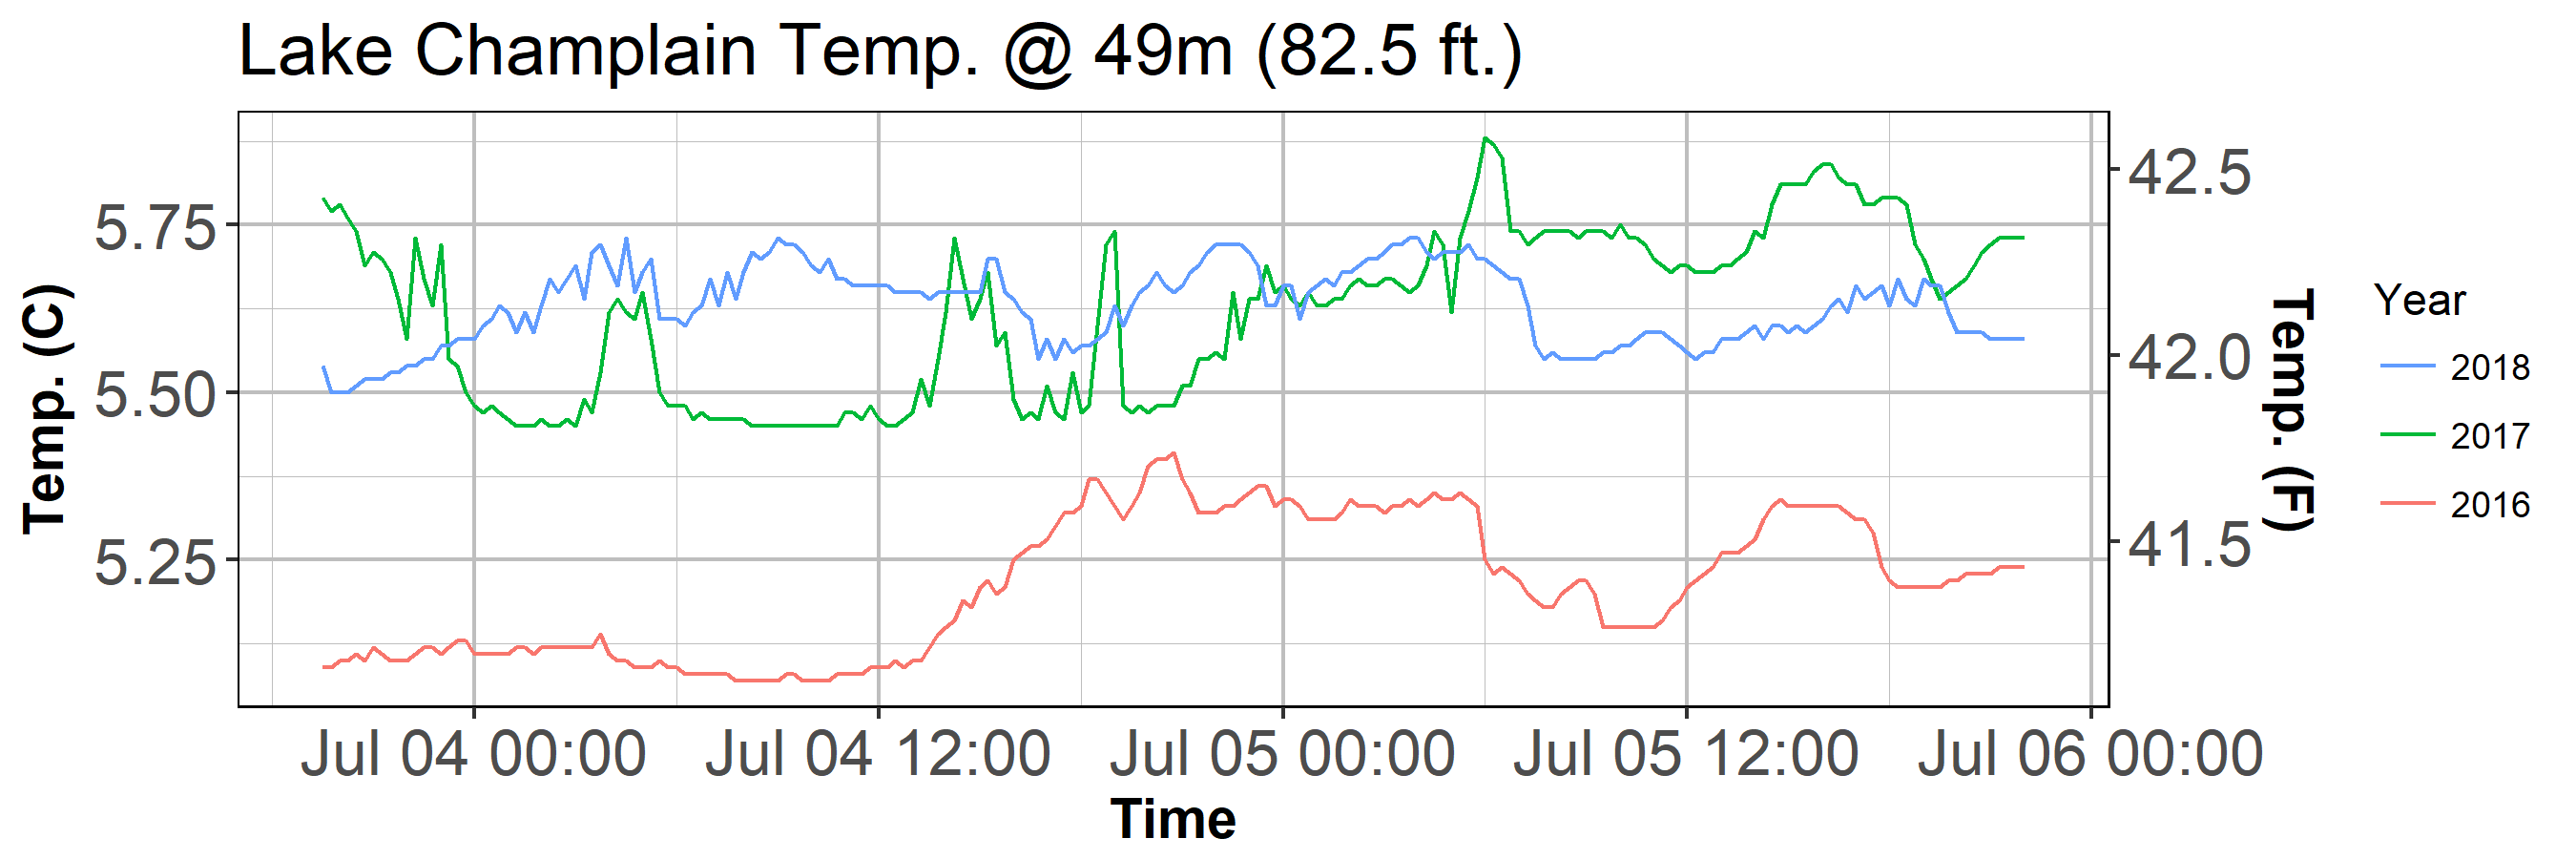 Lake Champlain Temp. @ 49m (82.5 ft.)
Temp. (C)
5.75
5.50
5.25
42.5
42.0
41.5
Temp. (F)
Jul 04 00:00 Jul 04 12:00 Jul 05 00:00 Jul 05 12:00 Jul 06 00:00
Time
Year
2018
2017
2016